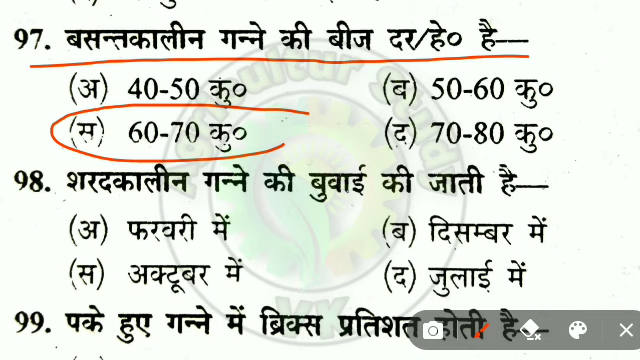 97. बसन्तकालीन गन्ने की बीज दर/हे० है—
(अ) 40-50 कु० (ब) 50-60 कु०
(स) 60-70 कु० (द) 70-80 कु०
98. शरदकालीन गन्ने की बुवाई की जाती है—
(अ) फरवरी में (ब) दिसम्बर में
(स) अक्टूबर में (द) जुलाई में
99. पके हुए गन्ने में ब्रिक्स प्रतिशत होती है—
VK